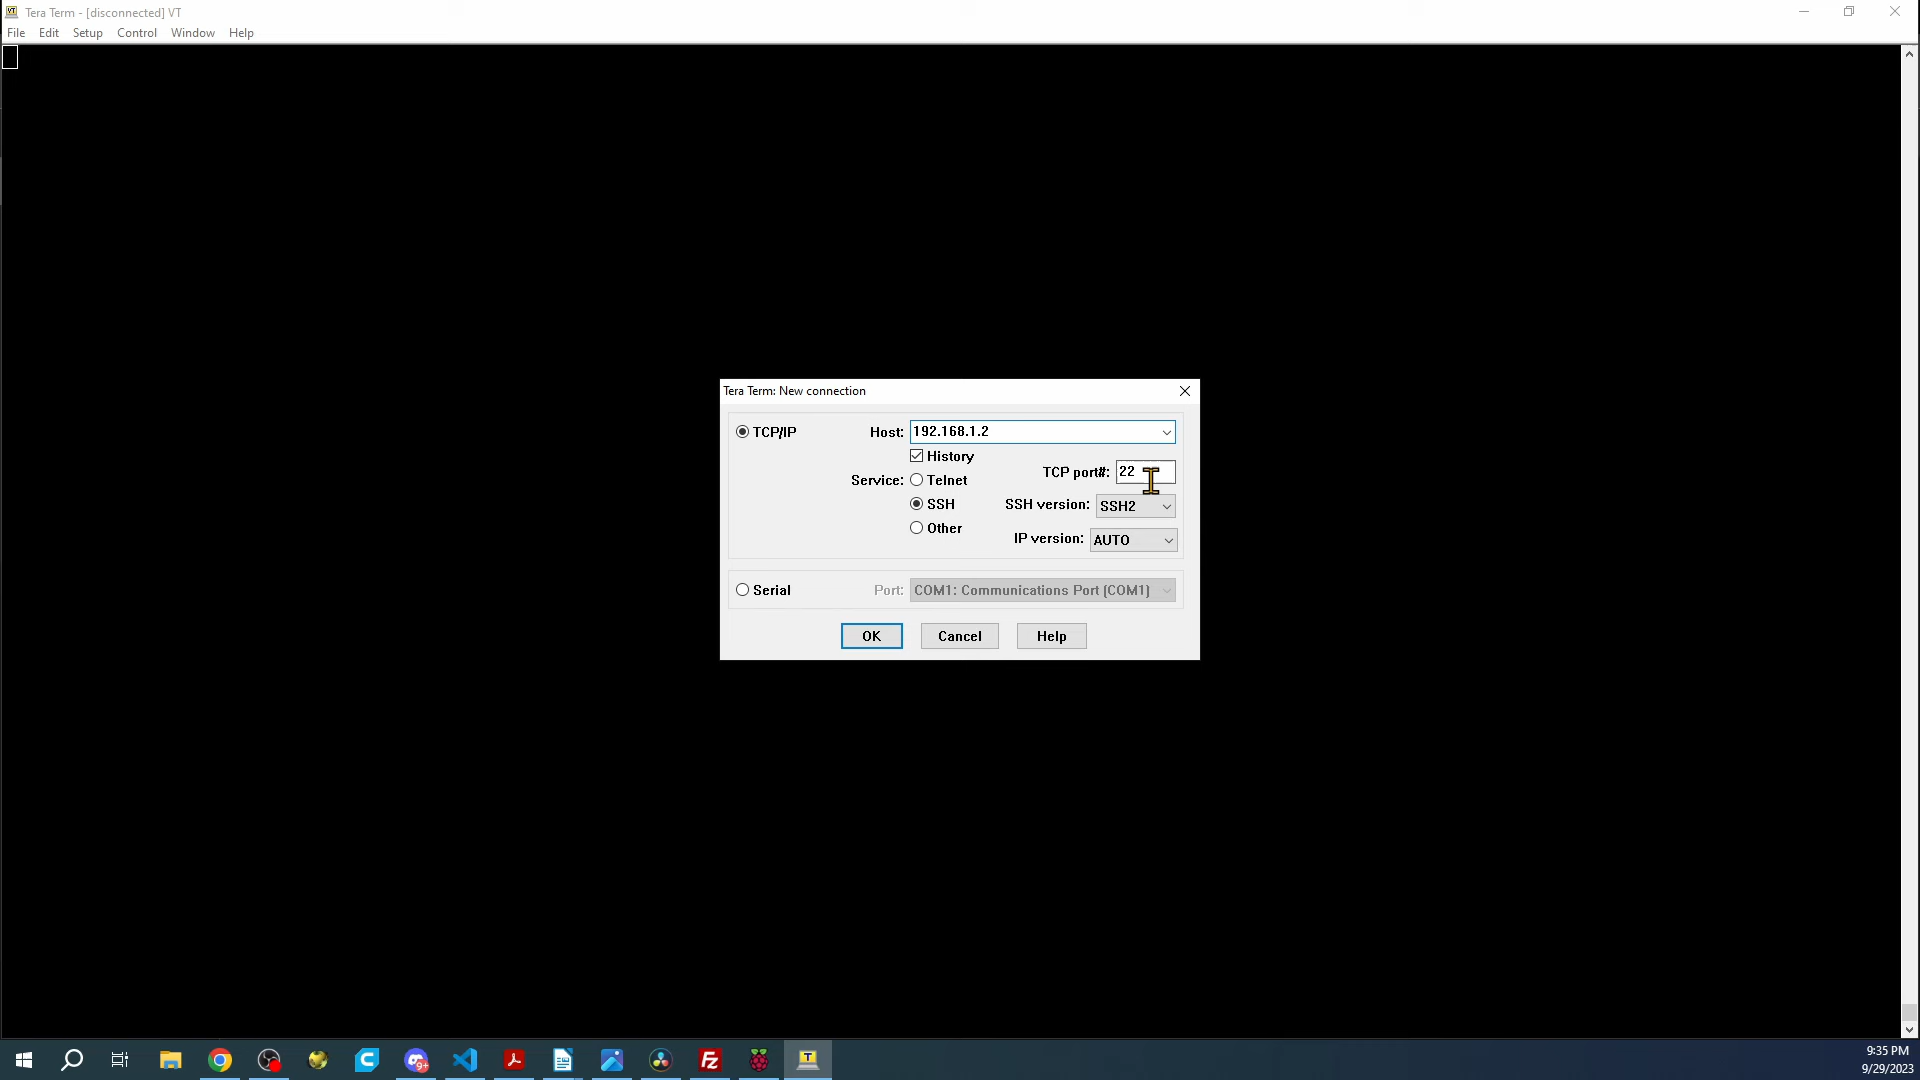 Tera Term - [disconnected] VT
File Edit Setup Control Window Help
Tera Term: New connection
TCP/IP Host: 192.168.1.2
History
TCP port#: 22
Service: Telnet
SSH SSH version: SSH2
Other
IP version: AUTO
Serial Port: COM1: Communications Port (COM1)
OK Cancel Help
9:35 PM
9/29/2023